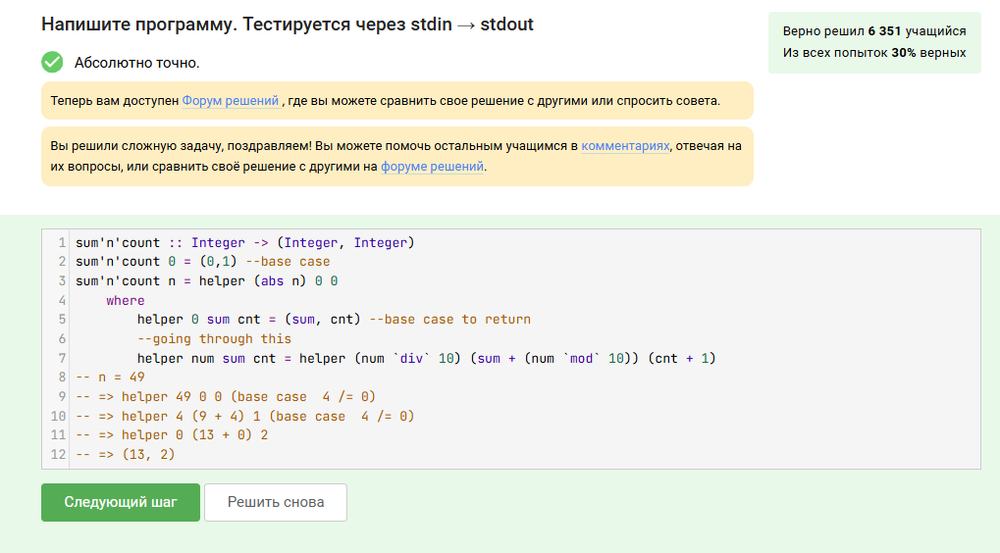 Напишите программу. Тестируется через stdin → stdout
Верно решил 6 351 учащийся
Из всех попыток 30% верных
Абсолютно точно.
Теперь вам доступен Форум решений , где вы можете сравнить свое решение с другими или спросить совета.
Вы решили сложную задачу, поздравляем! Вы можете помочь остальным учащимся в комментариях, отвечая на
их вопросы, или сравнить своё решение с другими на форуме решений.
1 sum'n'count :: Integer -> (Integer, Integer)
2 sum'n'count 0 = (0,1) --base case
3 sum'n'count n = helper (abs n) 0 0
4     where
5         helper 0 sum cnt = (sum, cnt) --base case to return
6         --going through this
7         helper num sum cnt = helper (num `div` 10) (sum + (num `mod` 10)) (cnt + 1)
8 -- n = 49
9 -- => helper 49 0 0 (base case  4 /= 0)
10 -- => helper 4 (9 + 4) 1 (base case  4 /= 0)
11 -- => helper 0 (13 + 0) 2
12 -- => (13, 2)
Следующий шаг
Решить снова